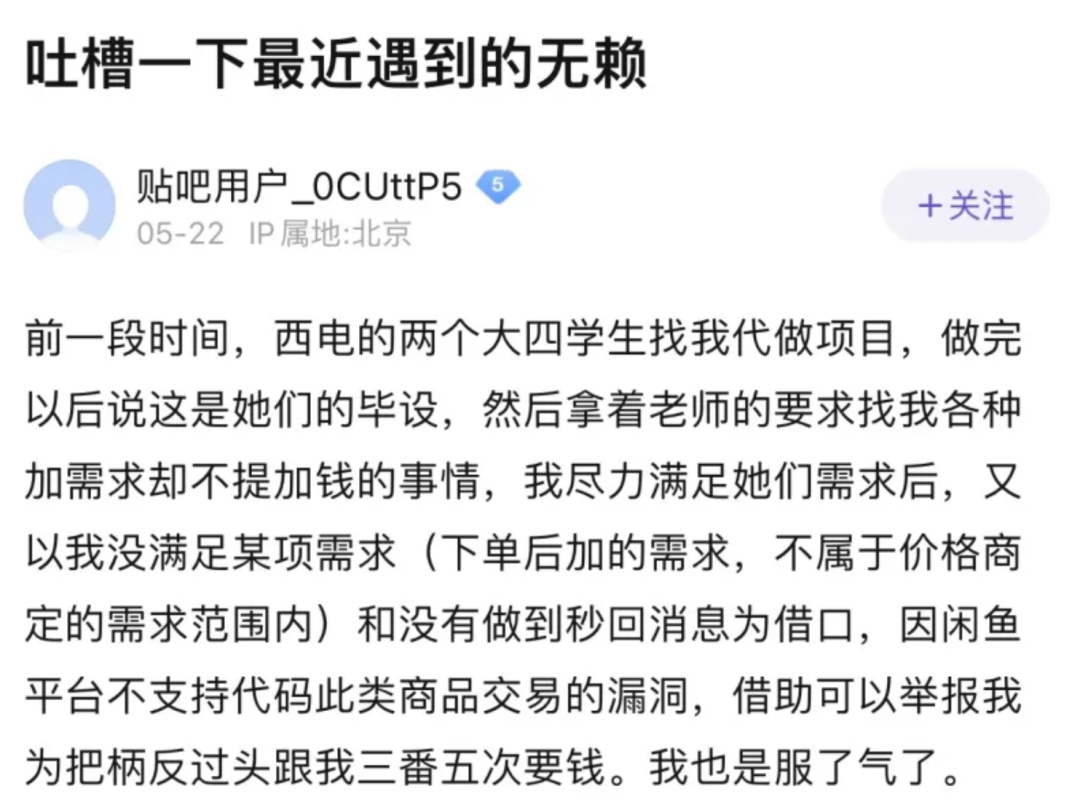 吐槽一下最近遇到的无赖
贴吧用户_0CUttP5 5
+关注
05-22 IP属地:北京
前一段时间，西电的两个大四学生找我代做项目，做完
以后说这是她们的毕设，然后拿着老师的要求找我各种
加需求却不提加钱的事情，我尽力满足她们需求后，又
以我没满足某项需求（下单后加的需求，不属于价格商
定的需求范围内）和没有做到秒回消息为借口，因闲鱼
平台不支持代码此类商品交易的漏洞，借助可以举报我
为把柄反过头跟我三番五次要钱。我也是服了气了。